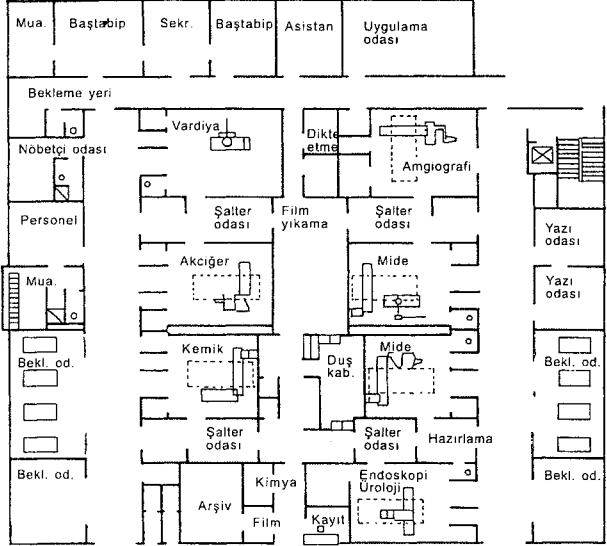 Mua.
Baştabip
Sekr.
Baştabip
Asistan
Uygulama
odası
Bekleme yeri
Vardiya
Dikte
etme
Amgiografi
Nöbetçi odası
Personel
Şalter
odası
Film
yıkama
Şalter
odası
Yazı
odası
Akciğer
Mide
Mua.
Yazı
odası
Kemik
Duş
kab.
Mide
Bekl. od.
Bekl. od.
Şalter
odası
Şalter
odası
Hazırlama
Bekl. od.
Kimya
Endoskopi
Üroloji
Bekl. od.
Arşiv
Film
Kayıt